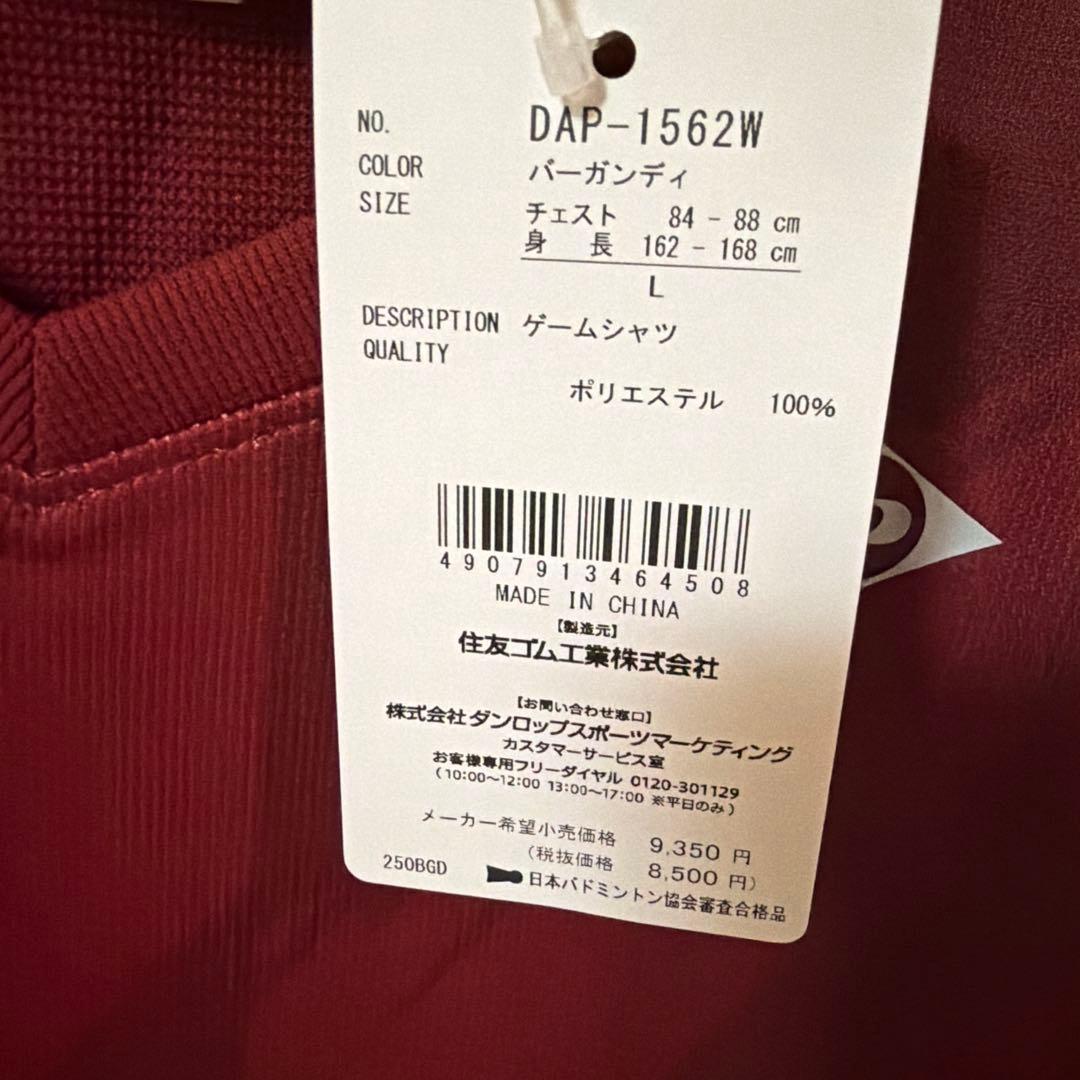 NO. DAP-1562W
COLOR バーガンディ
SIZE チェスト 84 - 88 cm
身 長 162 - 168 cm
L
DESCRIPTION ゲームシャツ
QUALITY
ポリエステル 100%
4907913464508
MADE IN CHINA
【製造元】
住友ゴム工業株式会社
【お問い合わせ窓口】
株式会社ダンロップスポーツマーケティング
カスタマーサービス室
お客様専用フリーダイヤル 0120-301129
(10:00〜12:00 13:00〜17:00 ※平日のみ)
メーカー希望小売価格 9,350 円
(税抜価格 8,500 円)
250BGD 日本バドミントン協会審査合格品